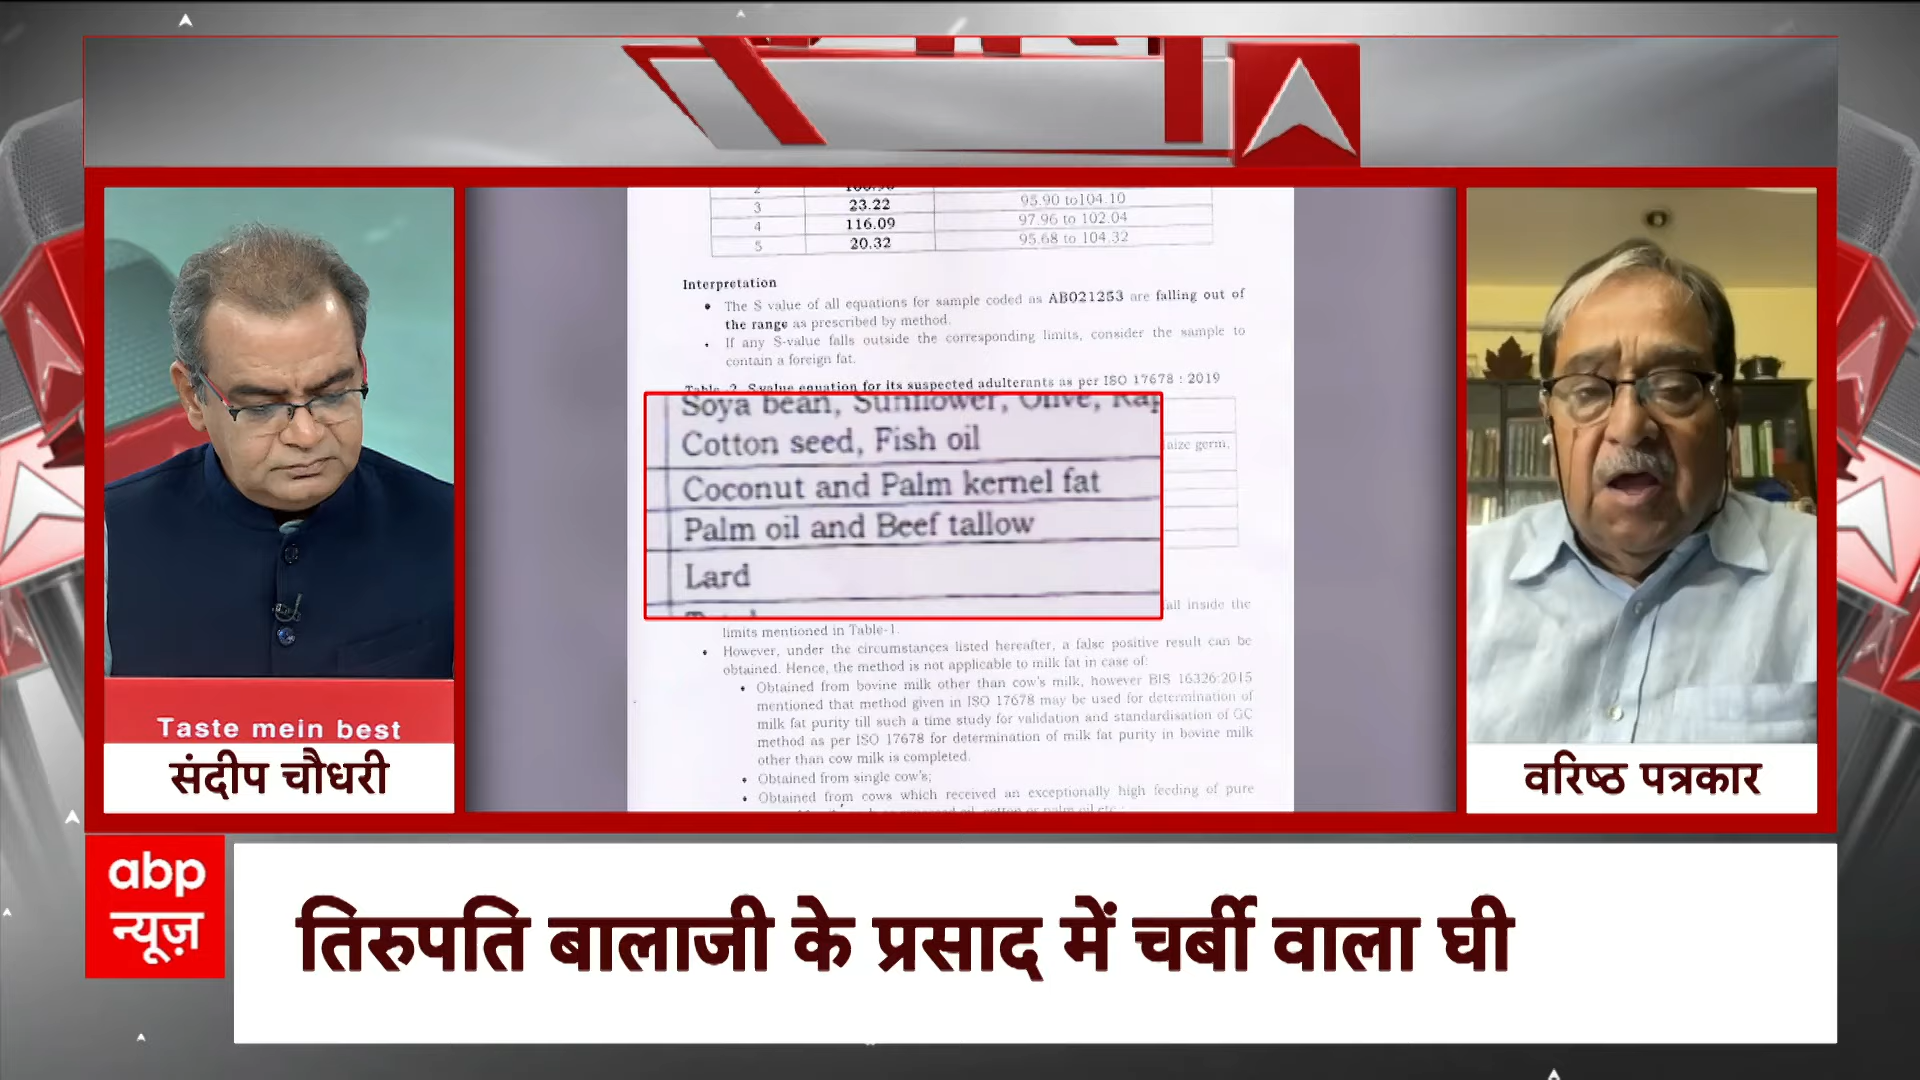 3 23.22 95.90 to104.10
4 116.09 97.96 to 102.04
5 20.32 95.68 to 104.32
Interpretation
• The S value of all equations for sample coded as AB021253 are falling out of
the range as prescribed by method.
• If any S-value falls outside the corresponding limits, consider the sample to
contain a foreign fat.
Table -2 S-value equation for its suspected adulterants as per ISO 17678 : 2019
Soya bean, Sunflower, Olive,
Cotton seed, Fish oil
aize germ,
Coconut and Palm kernel fat
Palm oil and Beef tallow
Lard
inside the
limits mentioned in Table-1.
• However, under the circumstances listed hereafter, a false positive result can be
obtained. Hence, the method is not applicable to milk fat in case of:
• Obtained from bovine milk other than cow's milk, however BIS 16326:2015
mentioned that method given in ISO 17678 may be used for determination of
milk fat purity till such a time study for validation and standardisation of GC
method as per ISO 17678 for determination of milk fat purity in bovine milk
other than cow milk is completed.
• Obtained from single cow's;
• Obtained from cows which received an exceptionally high feeding of pure
Taste mein best
संदीप चौधरी
वरिष्ठ पत्रकार
abp
न्यूज़
तिरुपति बालाजी के प्रसाद में चर्बी वाला घी